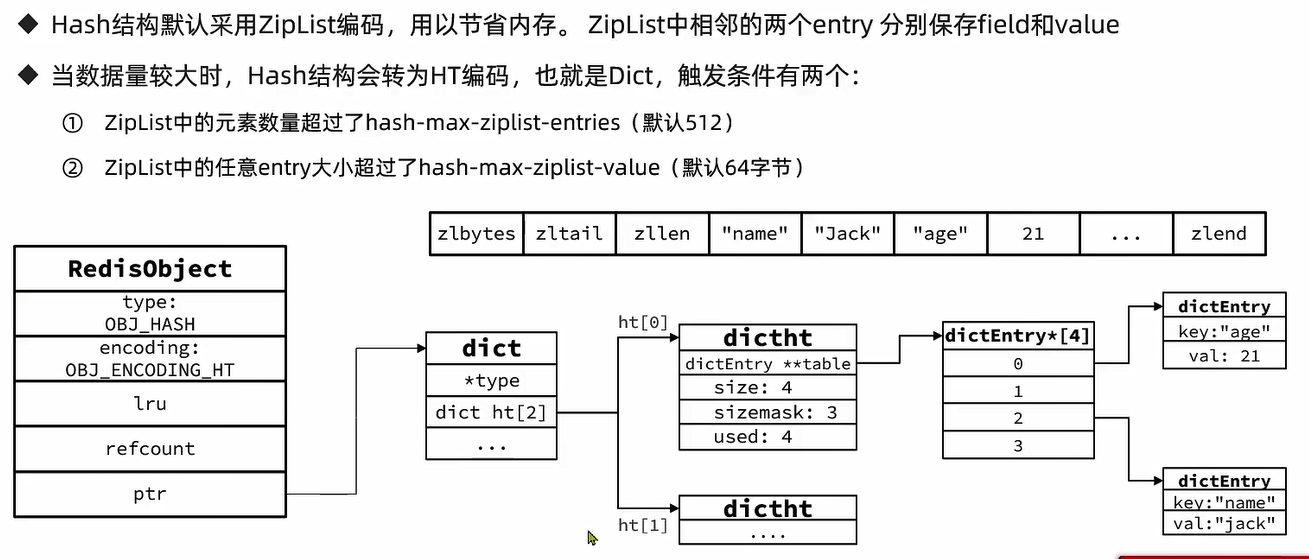 ◆ Hash结构默认采用ZipList编码，用以节省内存。 ZipList中相邻的两个entry 分别保存field和value
◆ 当数据量较大时，Hash结构会转为HT编码，也就是Dict，触发条件有两个：
① ZipList中的元素数量超过了hash-max-ziplist-entries（默认512）
② ZipList中的任意entry大小超过了hash-max-ziplist-value（默认64字节）
zlbytes zltail zllen "name" "Jack" "age" 21 ... zlend
RedisObject
type:
OBJ_HASH
encoding:
OBJ_ENCODING_HT
lru
refcount
ptr
dict
*type
dict ht[2]
...
ht[0]
dictht
dictEntry **table
size: 4
sizemask: 3
used: 4
ht[1]
dictht
....
dictEntry*[4]
0
1
2
3
dictEntry
key:"age"
val: 21
dictEntry
key:"name"
val:"jack"